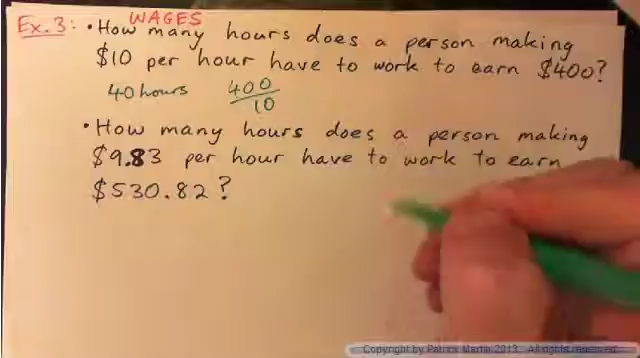 WAGES
Ex. 3: • How many hours does a person making
$10 per hour have to work to earn $400?
40 hours 400
10
• How many hours does a person making
$9.83 per hour have to work to earn
$530.82?
Copyright by Patrick Martin 2013. All rights reserved.